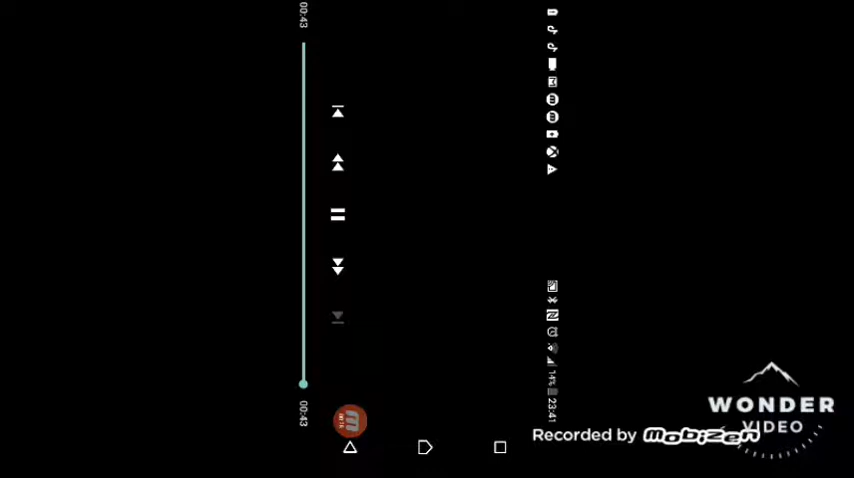 00:43
00:43
14% 23:41
WONDER
VIDEO
Recorded by Mobizen